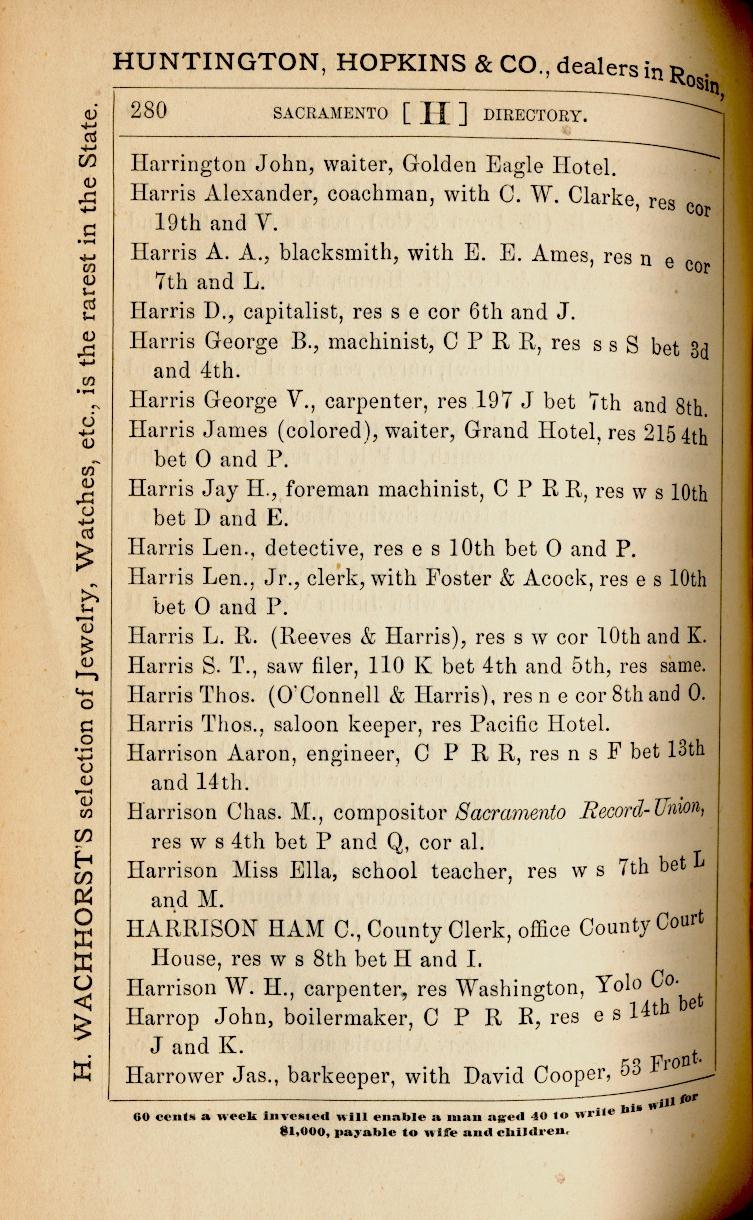 HUNTINGTON, HOPKINS & CO., dealers in Rosin,
280 SACRAMENTO [ H ] DIRECTORY.
Harrington John, waiter, Golden Eagle Hotel.
Harris Alexander, coachman, with C. W. Clarke, res cor
19th and V.
Harris A. A., blacksmith, with E. E. Ames, res n e cor
7th and L.
Harris D., capitalist, res s e cor 6th and J.
Harris George B., machinist, C P R R, res s s S bet 3d
and 4th.
Harris George V., carpenter, res 197 J bet 7th and 8th.
Harris James (colored), waiter, Grand Hotel, res 215 4th
bet O and P.
Harris Jay H., foreman machinist, C P R R, res w s 10th
bet D and E.
Harris Len., detective, res e s 10th bet O and P.
Harris Len., Jr., clerk, with Foster & Acock, res e s 10th
bet O and P.
Harris L. R. (Reeves & Harris), res s w cor 10th and K.
Harris S. T., saw filer, 110 K bet 4th and 5th, res same.
Harris Thos. (O'Connell & Harris), res n e cor 8th and O.
Harris Thos., saloon keeper, res Pacific Hotel.
Harrison Aaron, engineer, C P R R, res n s F bet 13th
and 14th.
Harrison Chas. M., compositor Sacramento Record-Union,
res w s 4th bet P and Q, cor al.
Harrison Miss Ella, school teacher, res w s 7th bet L
and M.
HARRISON HAM C., County Clerk, office County Court
House, res w s 8th bet H and I.
Harrison W. H., carpenter, res Washington, Yolo Co.
Harrop John, boilermaker, C P R R, res e s 14th bet
J and K.
Harrower Jas., barkeeper, with David Cooper, 53 Front.
60 cents a week invested will enable a man aged 40 to write his will for
$1,000, payable to wife and children.
H. WACHHORST'S selection of Jewelry, Watches, etc., is the rarest in the State.